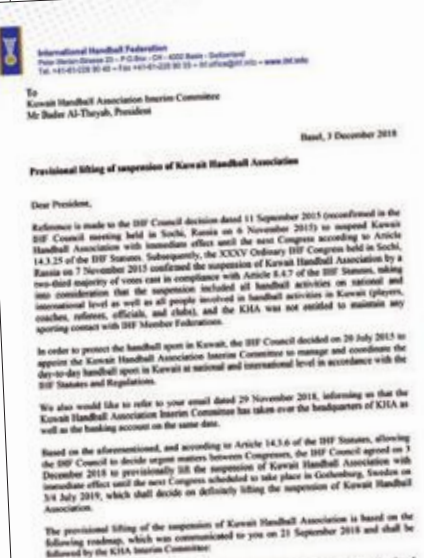 International Handball Federation
Peter Merian-Strasse 23 – P.O.Box – CH - 4002 Basle - Switzerland
Tel. +41-61-228 90 40 – Fax +41-61-228 90 55 – ihf.office@ihf.info – www.ihf.info
To
Kuwait Handball Association Interim Committee
Mr Bader Al-Theyab, President
Basel, 3 December 2018
Provisional lifting of suspension of Kuwait Handball Association
Dear President,
Reference is made to the IHF Council decision dated 11 September 2015 (reconfirmed in the
IHF Council meeting held in Sochi, Russia on 6 November 2015) to suspend Kuwait
Handball Association with immediate effect until the next Congress according to Article
14.3.25 of the IHF Statutes. Subsequently, the XXXV Ordinary IHF Congress held in Sochi,
Russia on 7 November 2015 confirmed the suspension of Kuwait Handball Association by a
two-third majority of votes cast in compliance with Article 8.4.7 of the IHF Statutes, taking
into consideration that the suspension included all handball activities on national and
international level as well as all people involved in handball activities in Kuwait (players,
coaches, referees, officials, and clubs), and the KHA was not entitled to maintain any
sporting contact with IHF Member Federations.
In order to protect the handball sport in Kuwait, the IHF Council decided on 20 July 2015 to
appoint the Kuwait Handball Association Interim Committee to manage and coordinate the
day-to-day handball sport in Kuwait at national and international level in accordance with the
IHF Statutes and Regulations.
We also would like to refer to your email dated 29 November 2018, informing us that the
Kuwait Handball Association Interim Committee has taken over the headquarters of KHA as
well as the banking account on the same date.
Based on the aforementioned, and according to Article 14.3.6 of the IHF Statutes, allowing
the IHF Council to decide urgent matters between Congresses, the IHF Council agreed on 3
December 2018 to provisionally lift the suspension of Kuwait Handball Association with
immediate effect until the next Congress scheduled to take place in Gothenburg, Sweden on
3/4 July 2019, which shall decide on definitely lifting the suspension of Kuwait Handball
Association.
The provisional lifting of the suspension of Kuwait Handball Association is based on the
following roadmap, which was communicated to you on 21 September 2018 and shall be
followed by the KHA Interim Committee: